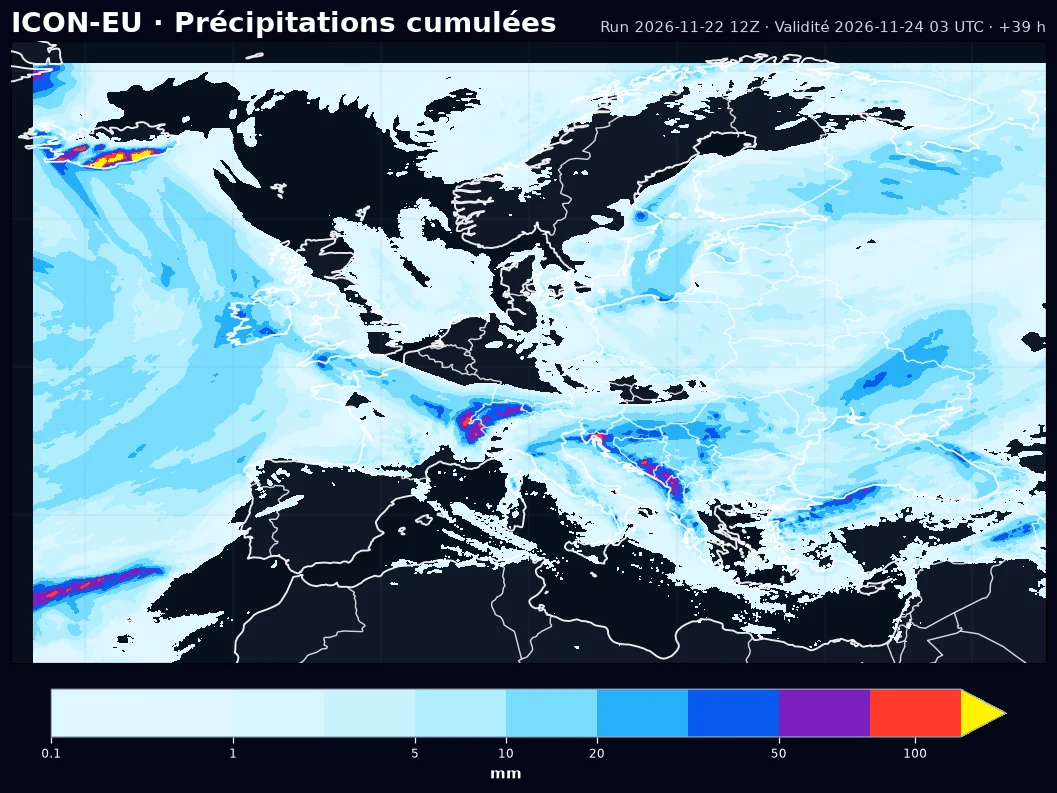 ICON-EU · Précipitations cumulées
Run 2026-11-22 12Z · Validité 2026-11-24 03 UTC · +39 h
0.1 1 5 10 20 50 100
mm